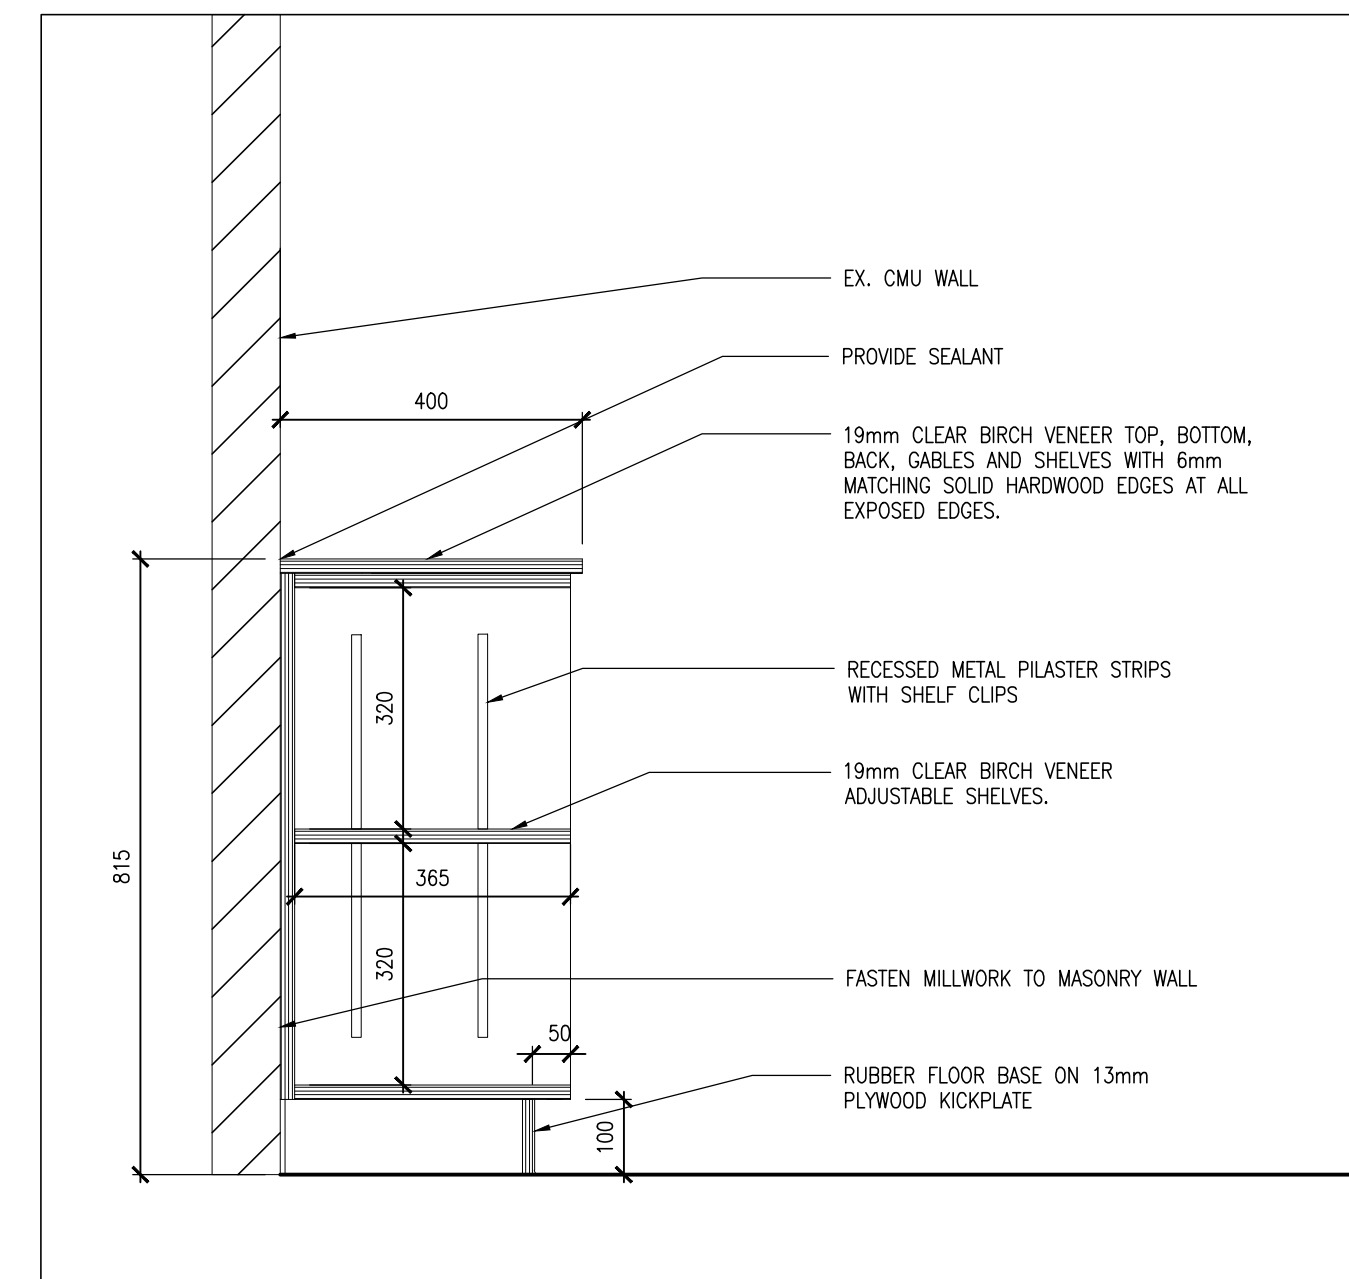 EX. CMU WALL
PROVIDE SEALANT
400
19mm CLEAR BIRCH VENEER TOP, BOTTOM,
BACK, GABLES AND SHELVES WITH 6mm
MATCHING SOLID HARDWOOD EDGES AT ALL
EXPOSED EDGES.
RECESSED METAL PILASTER STRIPS
WITH SHELF CLIPS
320
19mm CLEAR BIRCH VENEER
ADJUSTABLE SHELVES.
815
365
320
FASTEN MILLWORK TO MASONRY WALL
50
RUBBER FLOOR BASE ON 13mm
PLYWOOD KICKPLATE
100